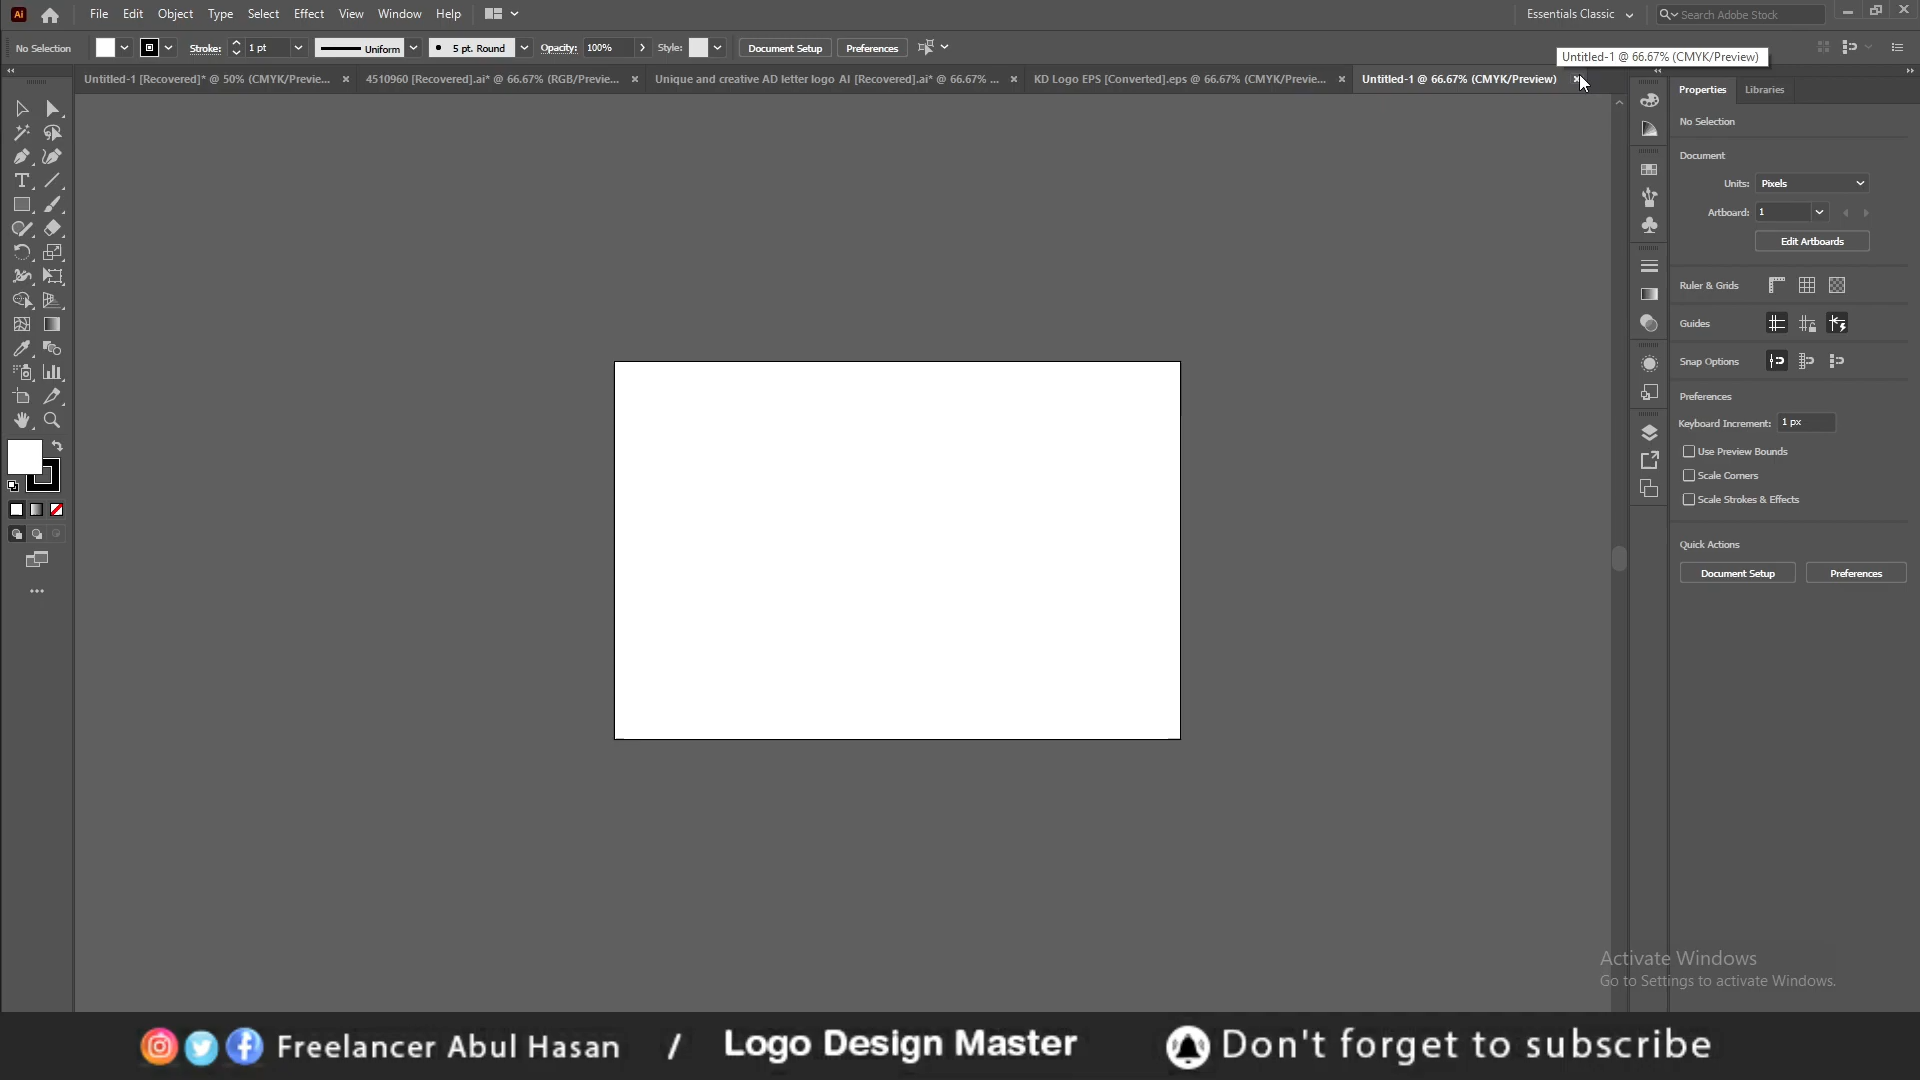 Ai File Edit Object Type Select Effect View Window Help Essentials Classic Search Adobe Stock
No Selection Stroke: 1 pt Uniform 5 pt. Round Opacity: 100% Style: Document Setup Preferences
Untitled-1 @ 66.67% (CMYK/Preview)
Untitled-1 [Recovered]* @ 50% (CMYK/Previe... 4510960 [Recovered].ai* @ 66.67% (RGB/Previe... Unique and creative AD letter logo AI [Recovered].ai* @ 66.67% ... KD Logo EPS [Converted].eps @ 66.67% (CMYK/Previe... Untitled-1 @ 66.67% (CMYK/Preview)
Properties Libraries
No Selection
Document
Units: Pixels
Artboard: 1
Edit Artboards
Ruler & Grids
Guides
Snap Options
Preferences
Keyboard Increment: 1 px
Use Preview Bounds
Scale Corners
Scale Strokes & Effects
Quick Actions
Document Setup Preferences
Activate Windows
Go to Settings to activate Windows.
Freelancer Abul Hasan / Logo Design Master Don't forget to subscribe